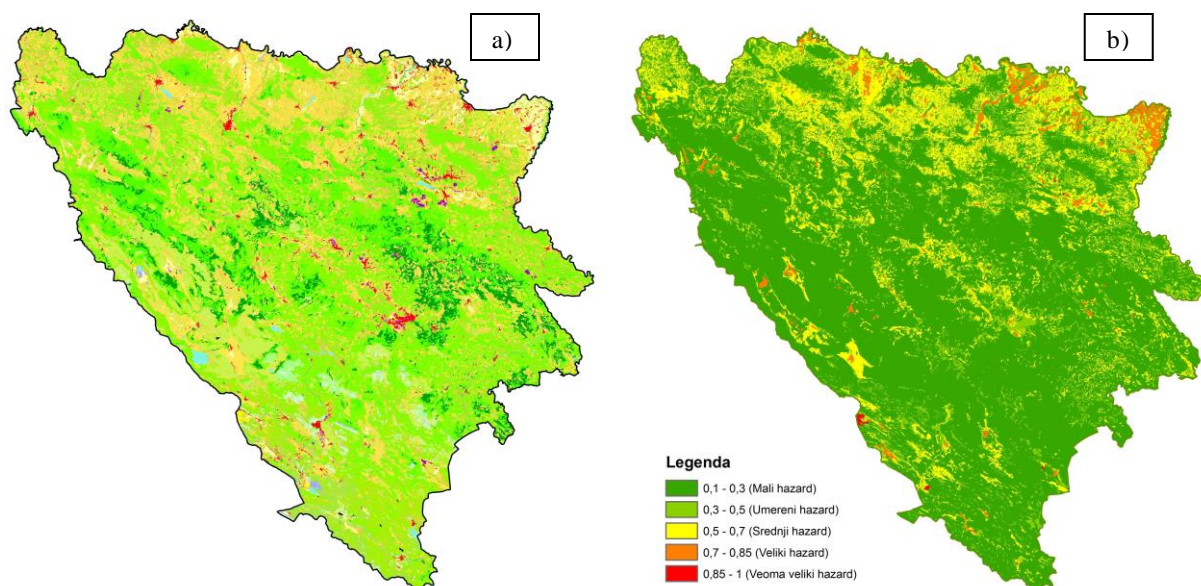 a)
b)
Legenda
0,1 - 0,3 (Mali hazard)
0,3 - 0,5 (Umereni hazard)
0,5 - 0,7 (Srednji hazard)
0,7 - 0,85 (Veliki hazard)
0,85 - 1 (Veoma veliki hazard)